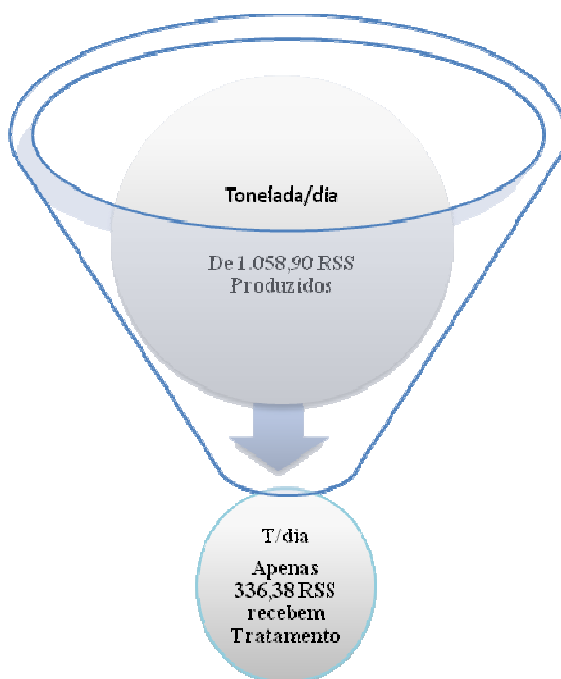 Tonelada/dia
De 1.058,90 RSS
Produzidos
T/dia
Apenas
336,38 RSS
recebem
Tratamento